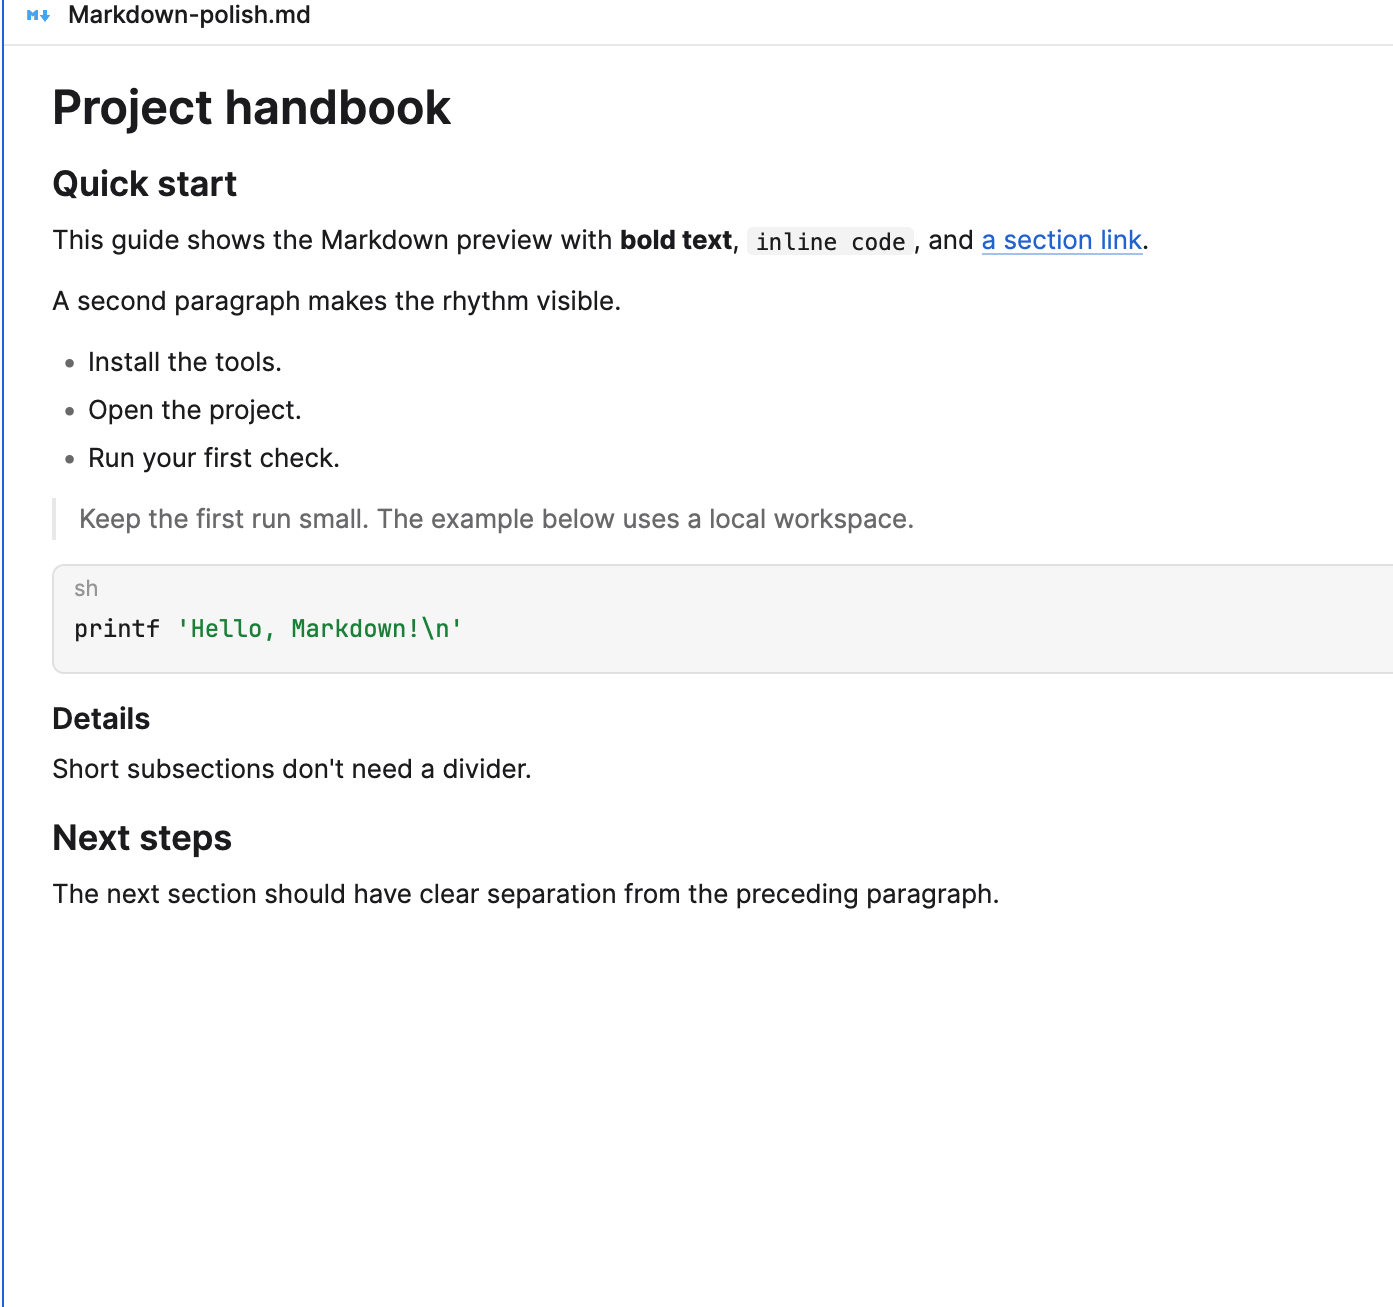 Markdown-polish.md
Project handbook
Quick start
This guide shows the Markdown preview with bold text, inline code, and a section link.
A second paragraph makes the rhythm visible.
Install the tools.
Open the project.
Run your first check.
Keep the first run small. The example below uses a local workspace.
sh
printf 'Hello, Markdown!\n'
Details
Short subsections don't need a divider.
Next steps
The next section should have clear separation from the preceding paragraph.